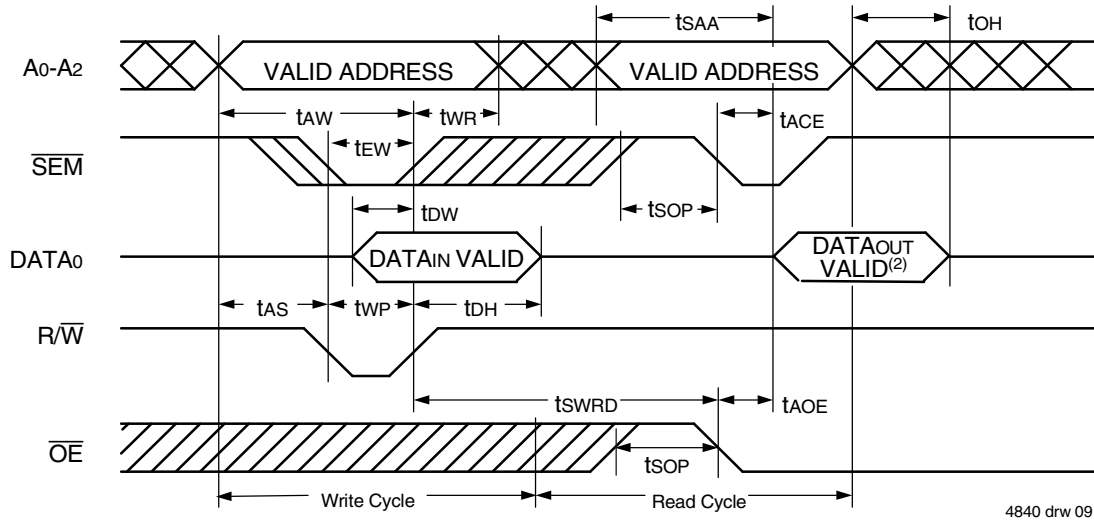 tSAA
tOH
A0-A2
VALID ADDRESS
VALID ADDRESS
tAW
tWR
tACE
tEW
SEM
tSOP
tDW
DATA0
DATAIN VALID
DATAOUT
VALID(2)
tAS
tWP
tDH
R/W
tSWRD
tAOE
OE
tSOP
Write Cycle
Read Cycle
4840 drw 09